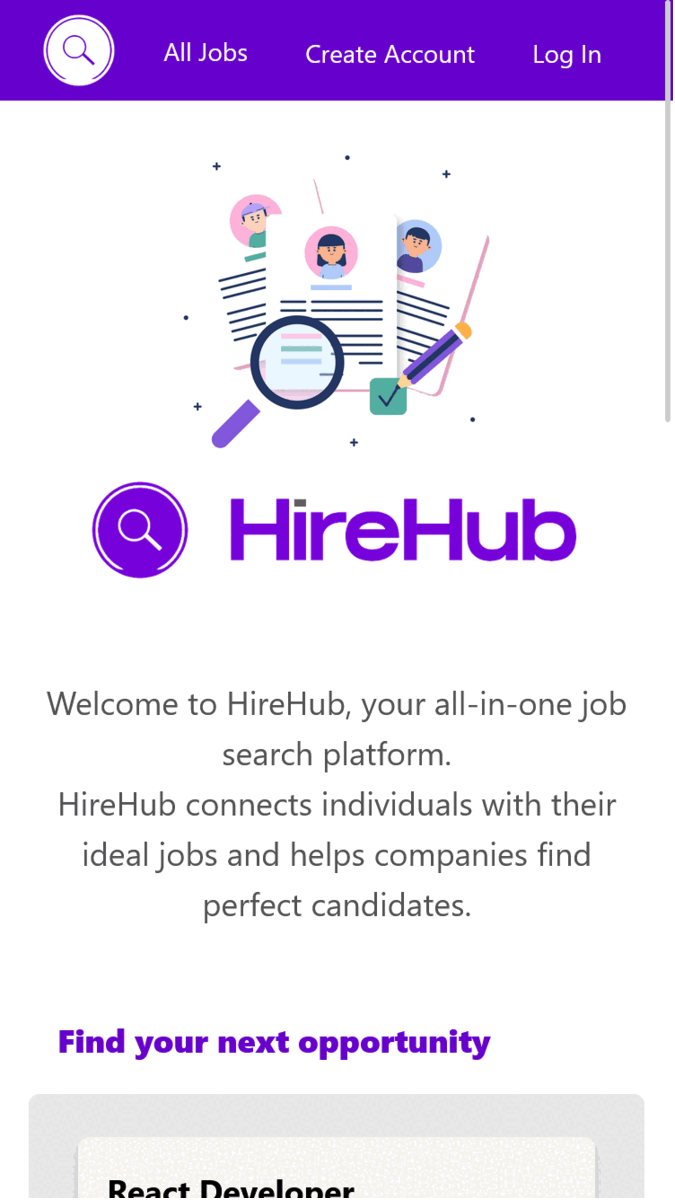 All Jobs Create Account Log In
HireHub
Welcome to HireHub, your all-in-one job
search platform.
HireHub connects individuals with their
ideal jobs and helps companies find
perfect candidates.
Find your next opportunity
React Developer